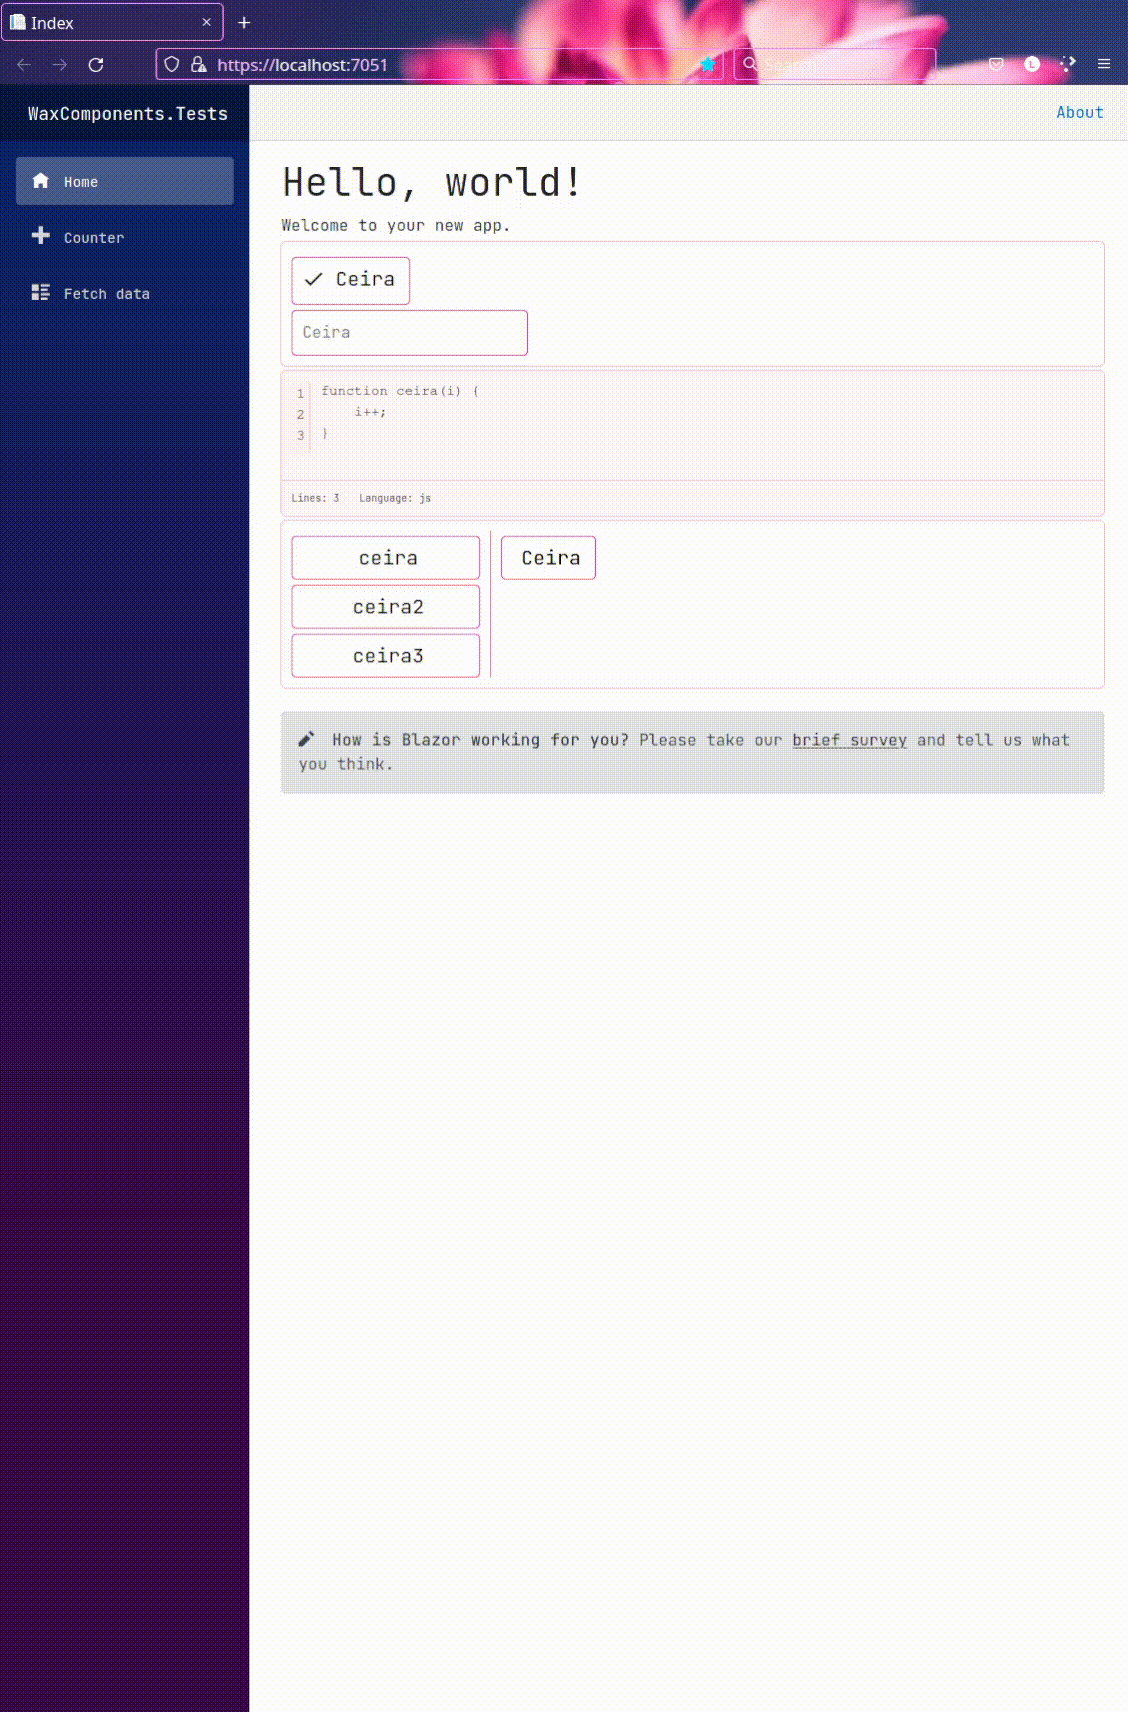 Index
https://localhost:7051
Search
L
WaxComponents.Tests
About
Home
Counter
Fetch data
Hello, world!
Welcome to your new app.
Ceira
Ceira
1 function ceira(i) {
2 i++;
3 }
Lines: 3 Language: js
ceira
Ceira
ceira2
ceira3
How is Blazor working for you? Please take our brief survey and tell us what
you think.